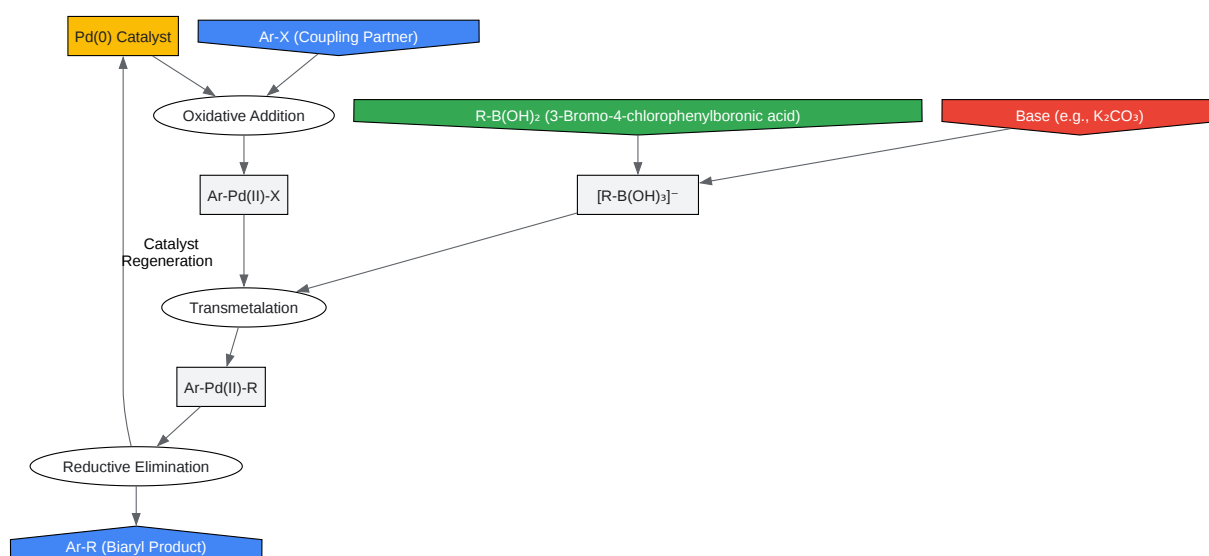 Pd(0) Catalyst
Ar-X (Coupling Partner)
Oxidative Addition
R-B(OH)₂ (3-Bromo-4-chlorophenylboronic acid)
Base (e.g., K₂CO₃)
Ar-Pd(II)-X
[R-B(OH)₃]⁻
Catalyst
Regeneration
Transmetalation
Ar-Pd(II)-R
Reductive Elimination
Ar-R (Biaryl Product)